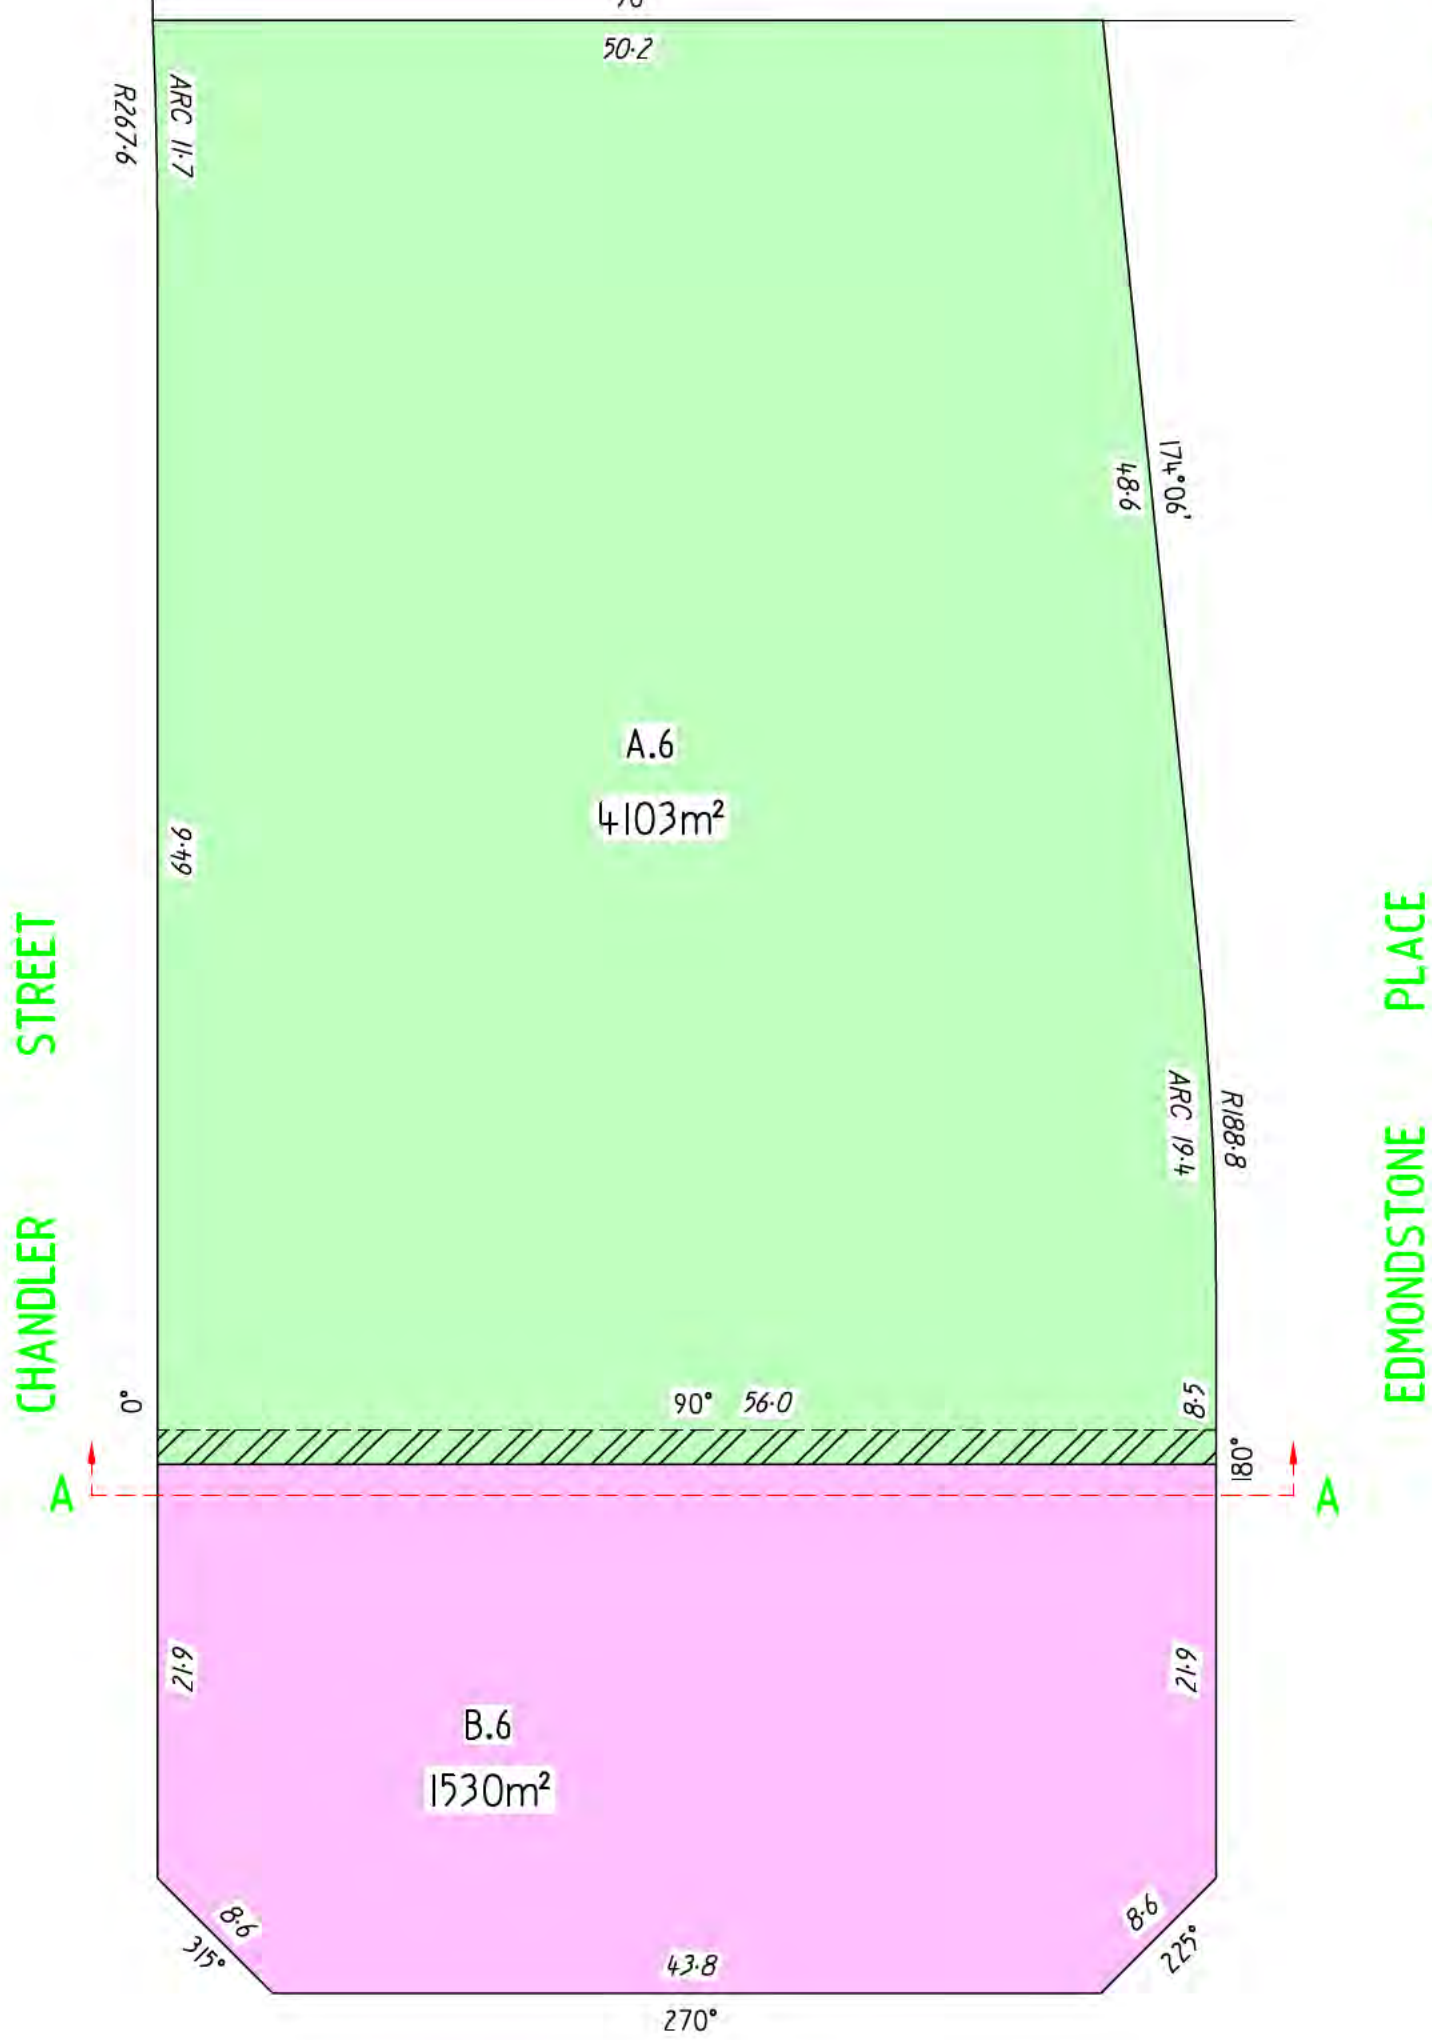 50·2
R267·6
ARC 11·7
174°06'
48·6
A.6
4103m²
64·6
CHANDLER STREET
EDMONDSTONE PLACE
ARC 19·4
R188·8
0°
90° 56·0
8·5
180°
A
A
21·9
21·9
B.6
1530m²
8·6
315°
8·6
225°
43·8
270°